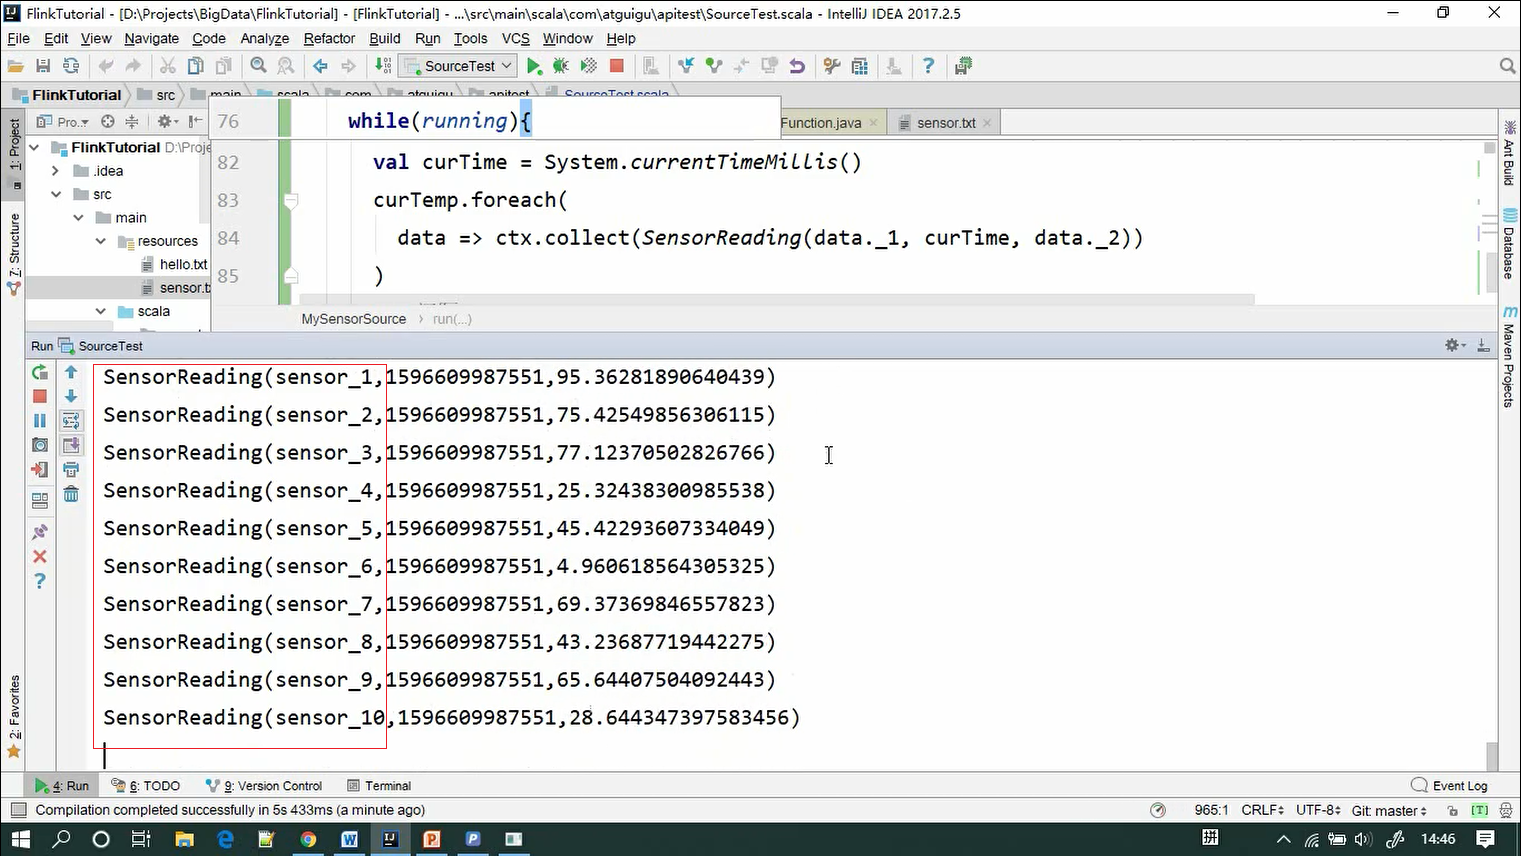 FlinkTutorial - [D:\Projects\BigData\FlinkTutorial] - [FlinkTutorial] - ...\src\main\scala\com\atguigu\apitest\SourceTest.scala - IntelliJ IDEA 2017.2.5
File Edit View Navigate Code Analyze Refactor Build Run Tools VCS Window Help
SourceTest
FlinkTutorial src main scala com atguigu apitest SourceTest.scala
1: Project
Pro...
76 while(running){
Function.java
sensor.txt
FlinkTutorial D:\Proje
.idea
src
main
resources
hello.txt
sensor.t
scala
82 val curTime = System.currentTimeMillis()
83 curTemp.foreach(
84 data => ctx.collect(SensorReading(data._1, curTime, data._2))
85 )
MySensorSource › run(...)
7: Structure
Ant Build
Database
Maven Projects
Run SourceTest
SensorReading(sensor_1,1596609987551,95.36281890640439)
SensorReading(sensor_2,1596609987551,75.42549856306115)
SensorReading(sensor_3,1596609987551,77.12370502826766)
SensorReading(sensor_4,1596609987551,25.32438300985538)
SensorReading(sensor_5,1596609987551,45.42293607334049)
SensorReading(sensor_6,1596609987551,4.960618564305325)
SensorReading(sensor_7,1596609987551,69.37369846557823)
SensorReading(sensor_8,1596609987551,43.23687719442275)
SensorReading(sensor_9,1596609987551,65.64407504092443)
SensorReading(sensor_10,1596609987551,28.644347397583456)
2: Favorites
4: Run 6: TODO 9: Version Control Terminal Event Log
Compilation completed successfully in 5s 433ms (a minute ago) 965:1 CRLF UTF-8 Git: master [T]
拼 14:46